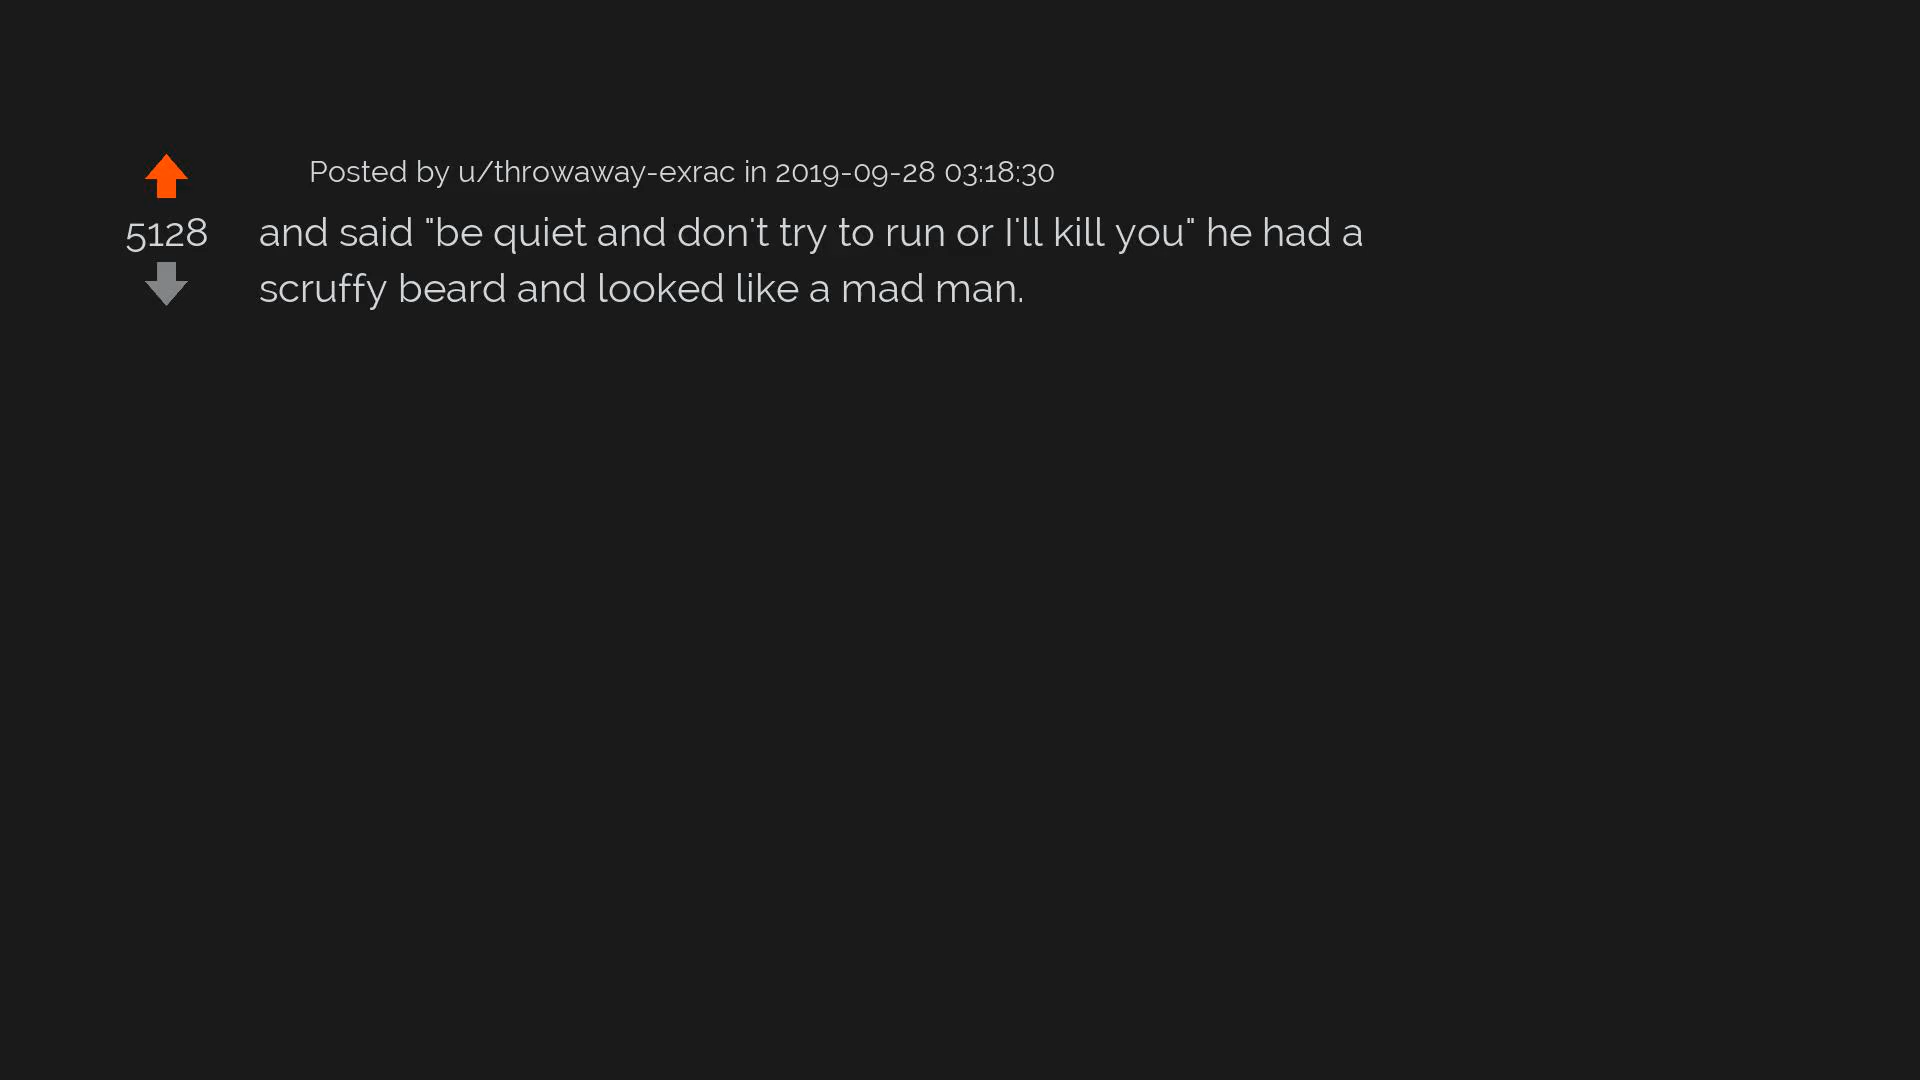 Posted by u/throwaway-exrac in 2019-09-28 03:18:30
5128
and said "be quiet and don't try to run or I'll kill you" he had a
scruffy beard and looked like a mad man.